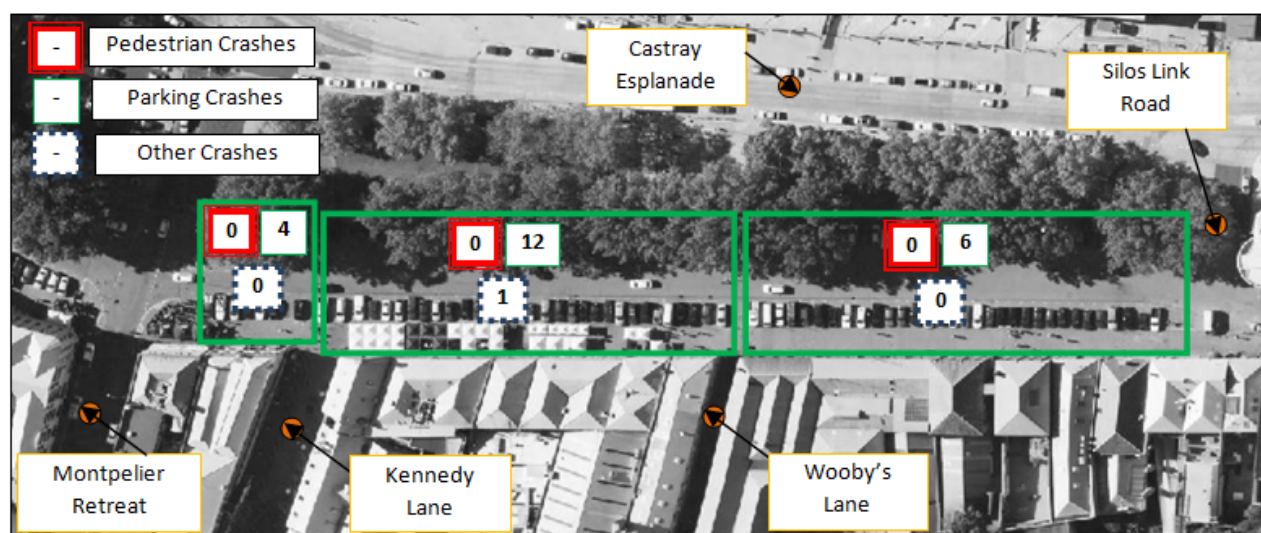 - Pedestrian Crashes
- Parking Crashes
- Other Crashes
Castray
Esplanade
Silos Link
Road
0 4
0
0 12
1
0 6
0
Montpelier
Retreat
Kennedy
Lane
Wooby's
Lane